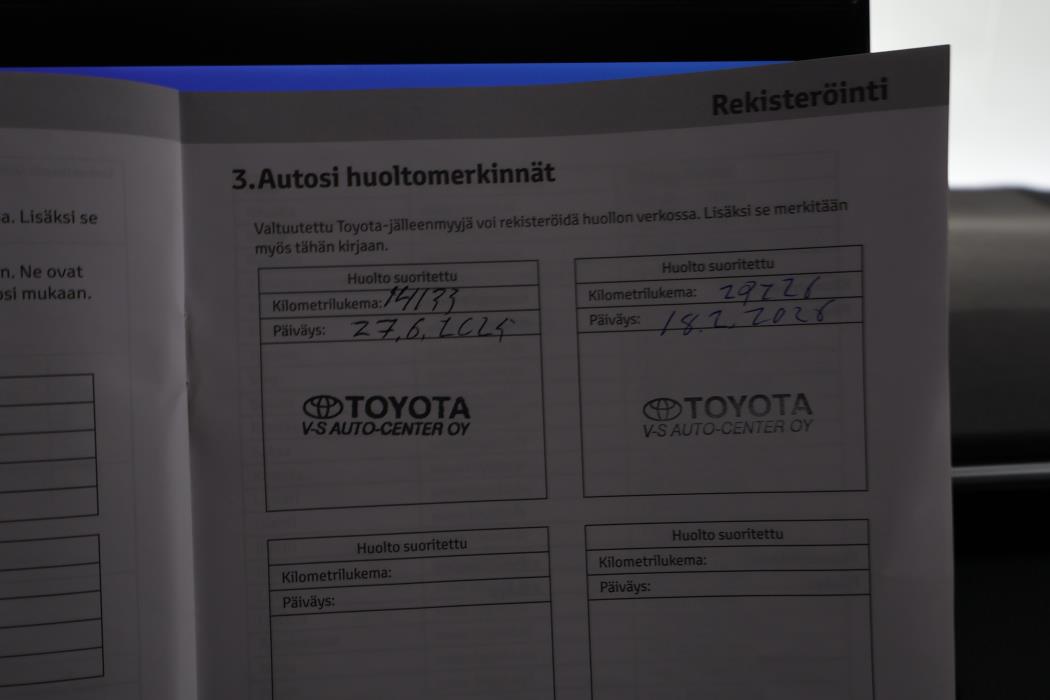 Rekisteröinti
a. Lisäksi se
n. Ne ovat
osi mukaan.
3.Autosi huoltomerkinnät
Valtuutettu Toyota-jälleenmyyjä voi rekisteröidä huollon verkossa. Lisäksi se merkitään
myös tähän kirjaan.
Huolto suoritettu
Kilometrilukema: 14133
Päiväys: 27.6.2025
TOYOTA
V-S AUTO-CENTER OY
Huolto suoritettu
Kilometrilukema:
Päiväys: 18.2.2026
TOYOTA
V-S AUTO-CENTER OY
Huolto suoritettu
Kilometrilukema:
Päiväys:
Huolto suoritettu
Kilometrilukema:
Päiväys: